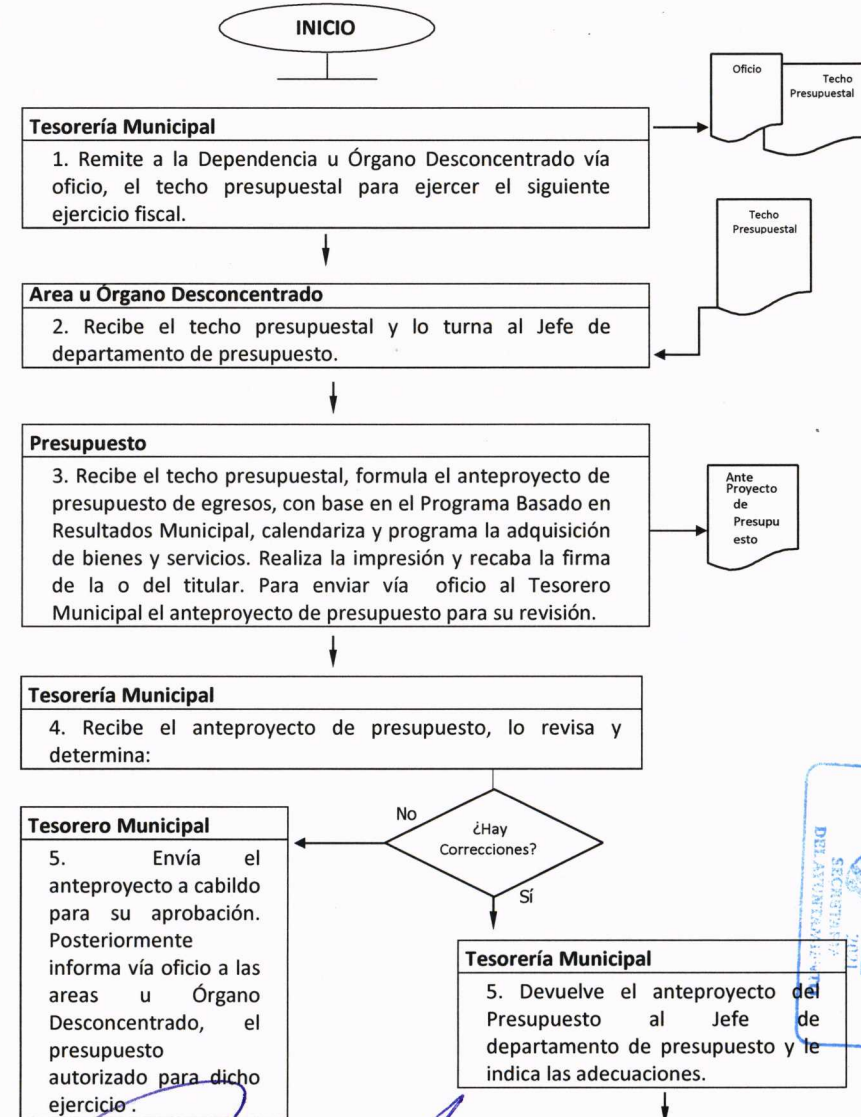 INICIO
Oficio
Techo
Presupuestal
Tesorería Municipal
1. Remite a la Dependencia u Órgano Desconcentrado vía
oficio, el techo presupuestal para ejercer el siguiente
ejercicio fiscal.
Techo
Presupuestal
Area u Órgano Desconcentrado
2. Recibe el techo presupuestal y lo turna al Jefe de
departamento de presupuesto.
Presupuesto
3. Recibe el techo presupuestal, formula el anteproyecto de
presupuesto de egresos, con base en el Programa Basado en
Resultados Municipal, calendariza y programa la adquisición
de bienes y servicios. Realiza la impresión y recaba la firma
de la o del titular. Para enviar vía oficio al Tesorero
Municipal el anteproyecto de presupuesto para su revisión.
Ante
Proyecto
de
Presupu
esto
Tesorería Municipal
4. Recibe el anteproyecto de presupuesto, lo revisa y
determina:
¿Hay
Correcciones?
No
Sí
Tesorero Municipal
5. Envía el
anteproyecto a cabildo
para su aprobación.
Posteriormente
informa vía oficio a las
areas u Órgano
Desconcentrado, el
presupuesto
autorizado para dicho
ejercicio .
Tesorería Municipal
5. Devuelve el anteproyecto del
Presupuesto al Jefe de
departamento de presupuesto y le
indica las adecuaciones.
SECRETARIA
DEL AYUNTAMIENTO